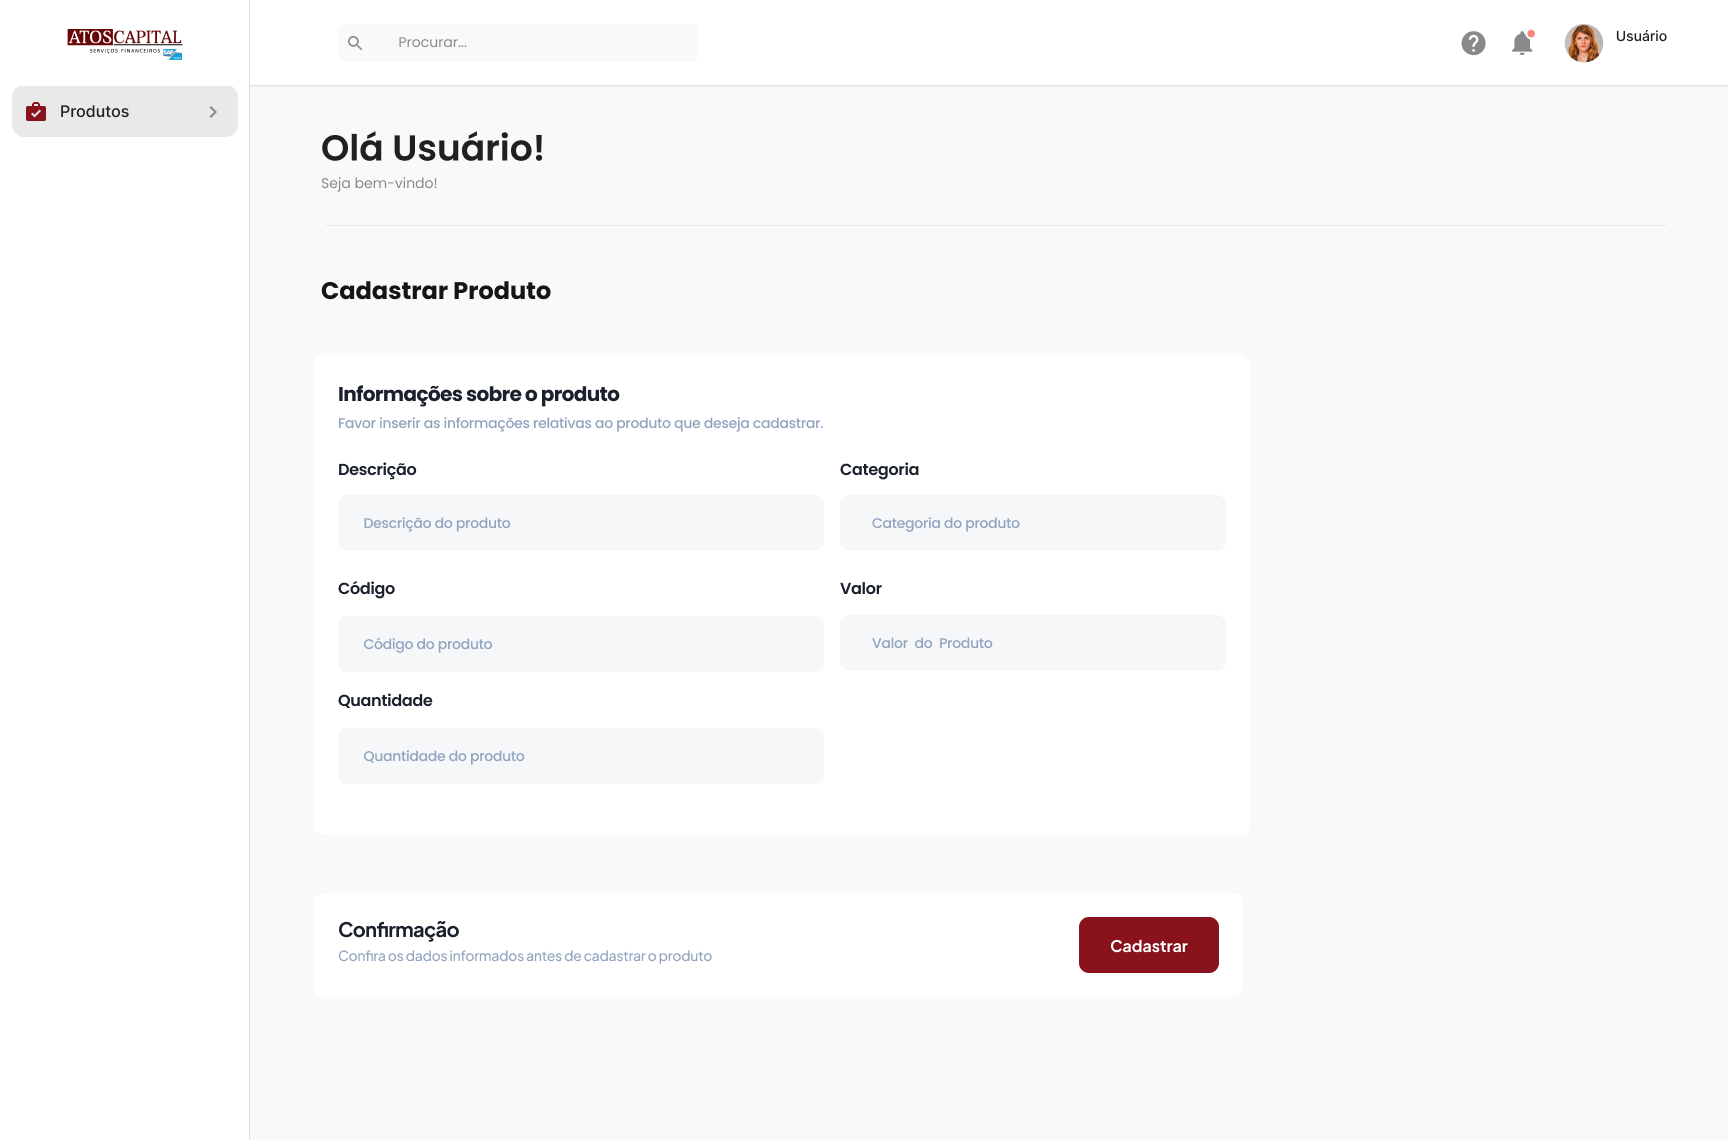 ATOSCAPITAL
SERVIÇOS FINANCEIROS
Procurar...
Usuário
Produtos
Olá Usuário!
Seja bem-vindo!
Cadastrar Produto
Informações sobre o produto
Favor inserir as informações relativas ao produto que deseja cadastrar.
Descrição
Categoria
Descrição do produto
Categoria do produto
Código
Valor
Código do produto
Valor do Produto
Quantidade
Quantidade do produto
Confirmação
Confira os dados informados antes de cadastrar o produto
Cadastrar